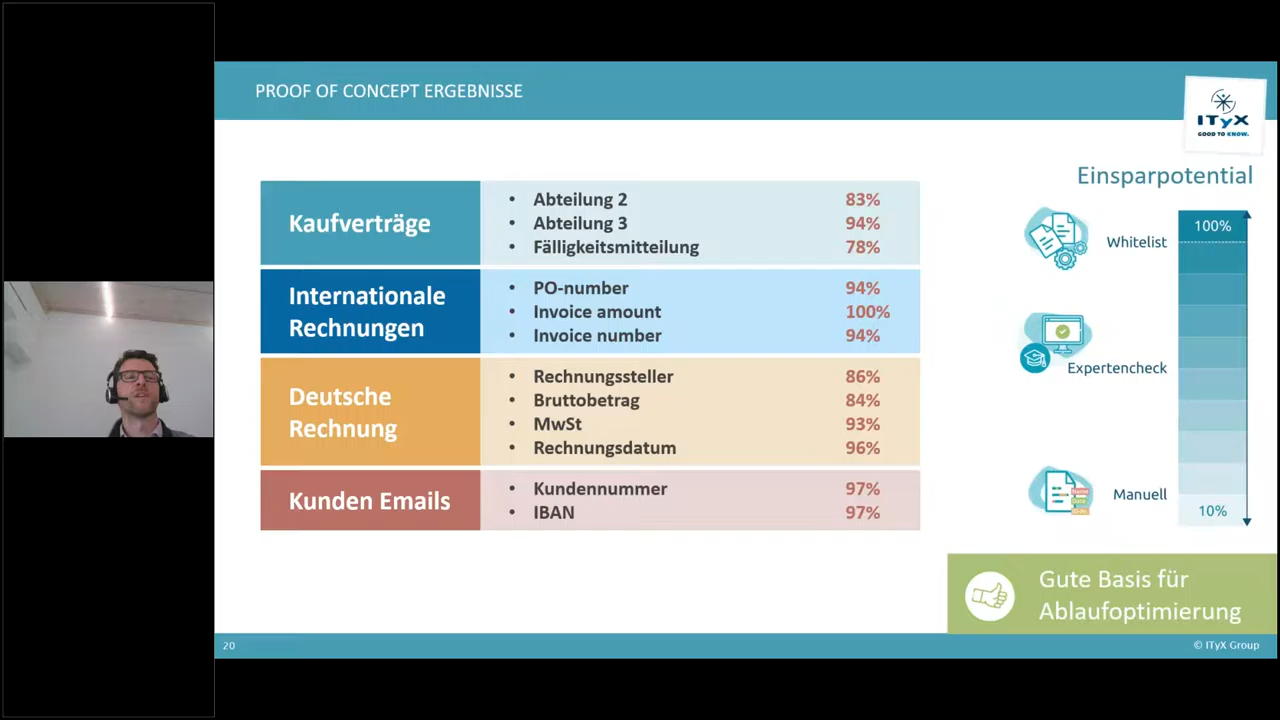 PROOF OF CONCEPT ERGEBNISSE
ITyX
GOOD TO KNOW.
Kaufverträge
• Abteilung 2 83%
• Abteilung 3 94%
• Fälligkeitsmitteilung 78%
Internationale
Rechnungen
• PO-number 94%
• Invoice amount 100%
• Invoice number 94%
Deutsche
Rechnung
• Rechnungssteller 86%
• Bruttobetrag 84%
• MwSt 93%
• Rechnungsdatum 96%
Kunden Emails
• Kundennummer 97%
• IBAN 97%
Einsparpotential
100%
Whitelist
Expertencheck
Manuell
10%
Gute Basis für
Ablaufoptimierung
20
© ITyX Group